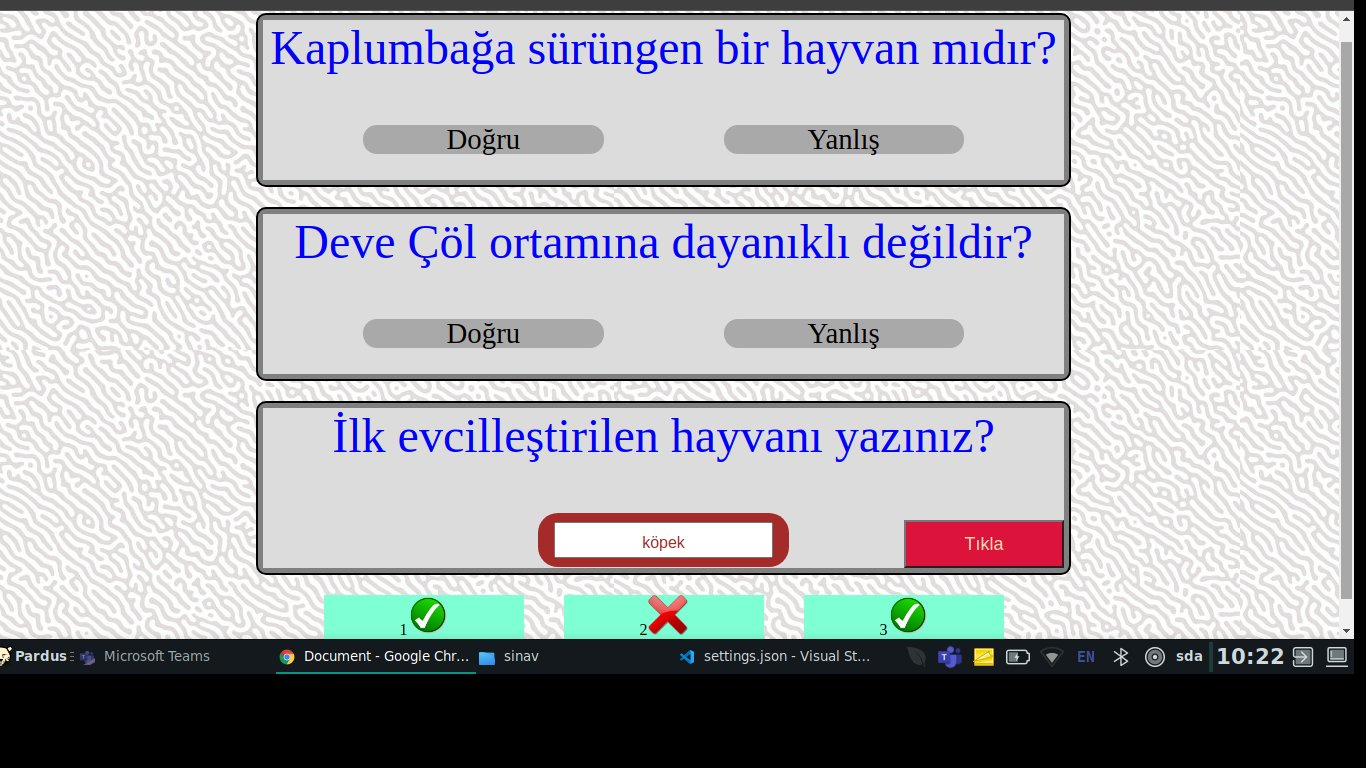 Kaplumbağa sürüngen bir hayvan mıdır?
Doğru Yanlış
Deve Çöl ortamına dayanıklı değildir?
Doğru Yanlış
İlk evcilleştirilen hayvanı yazınız?
köpek
Tıkla
1 2 3
Pardus Microsoft Teams Document - Google Chr... sinav settings.json - Visual St... EN sda 10:22